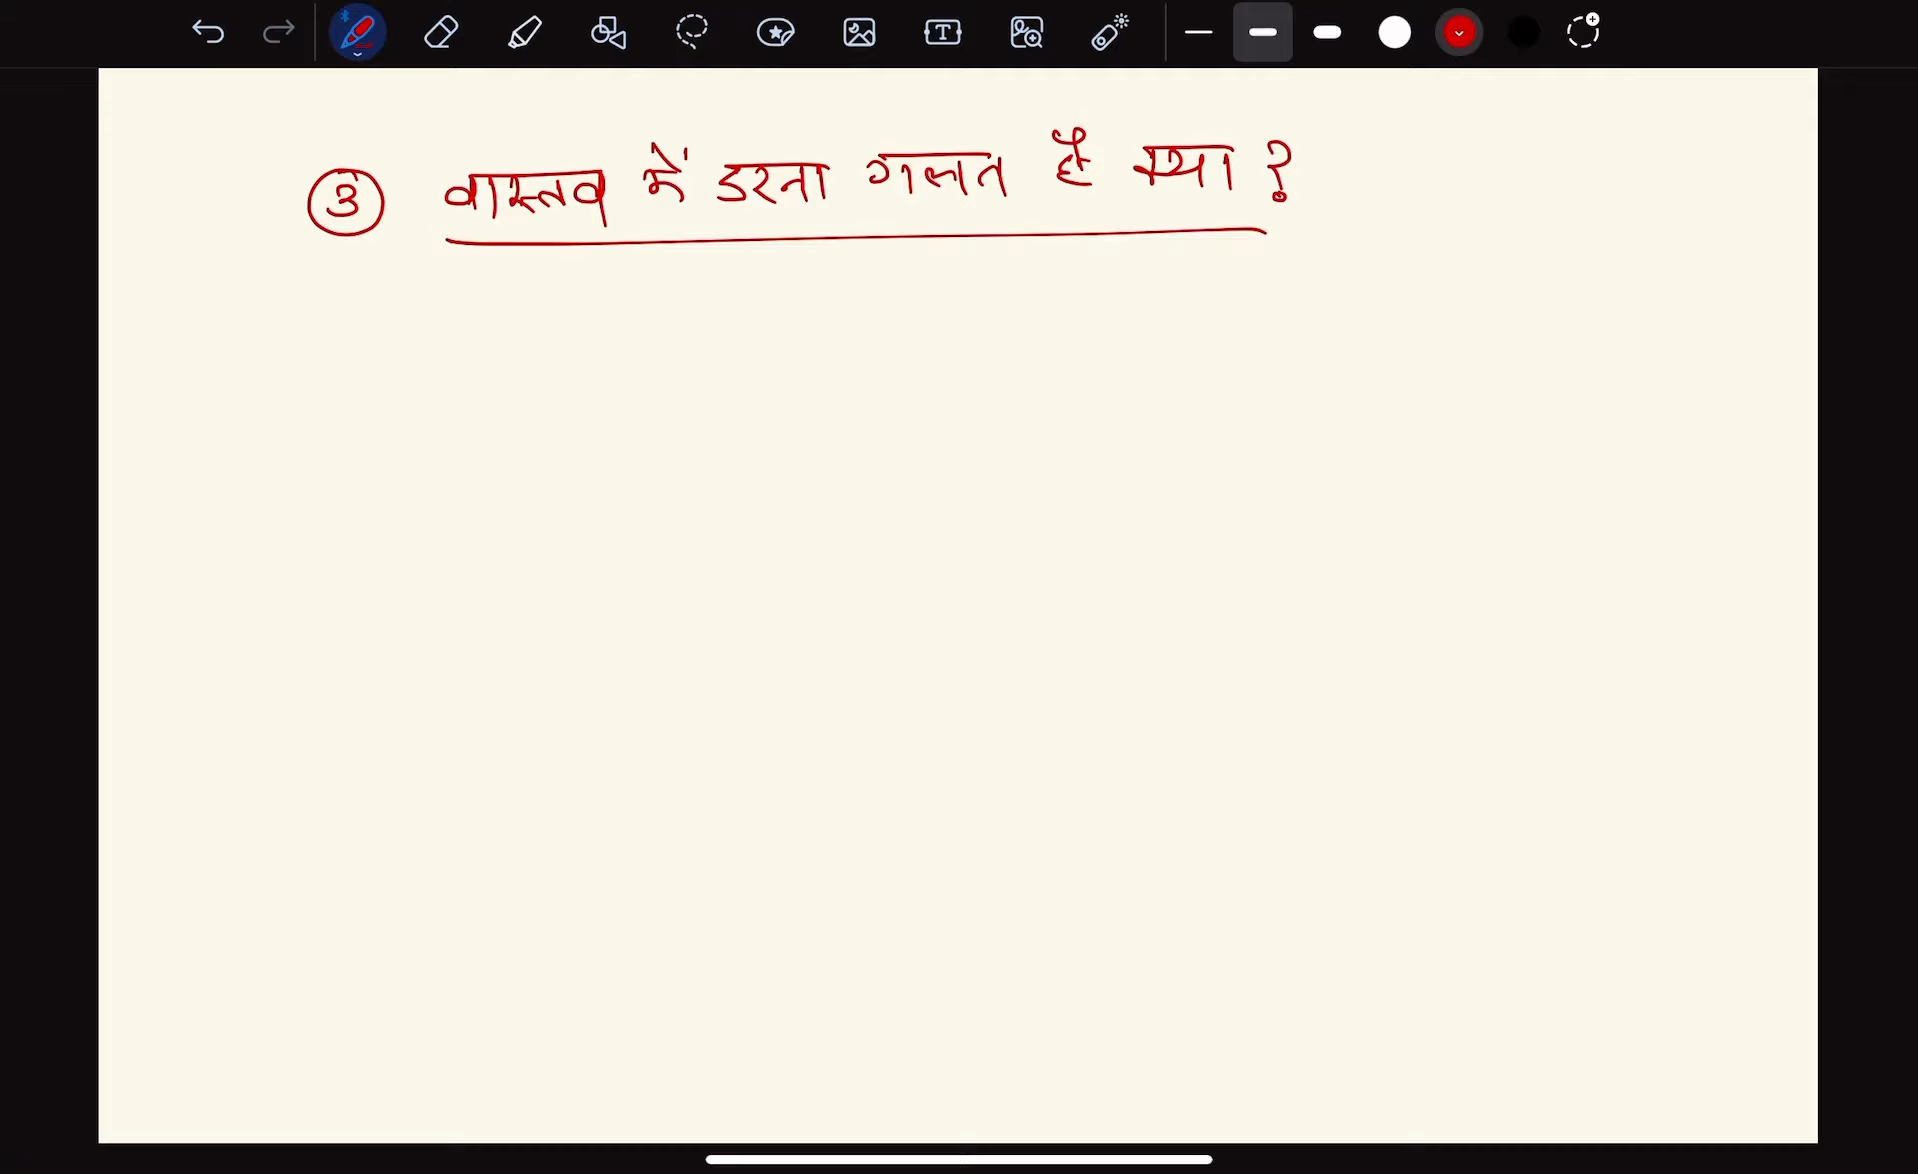 ③ वास्तव में डरना गलत है क्या?